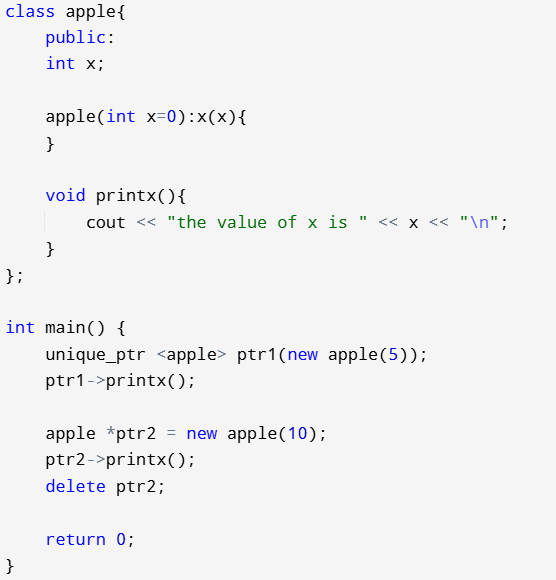 class apple{
    public:
    int x;

    apple(int x=0):x(x){
    }

    void printx(){
        cout << "the value of x is " << x << "\n";
    }
};

int main() {
    unique_ptr <apple> ptr1(new apple(5));
    ptr1->printx();

    apple *ptr2 = new apple(10);
    ptr2->printx();
    delete ptr2;

    return 0;
}